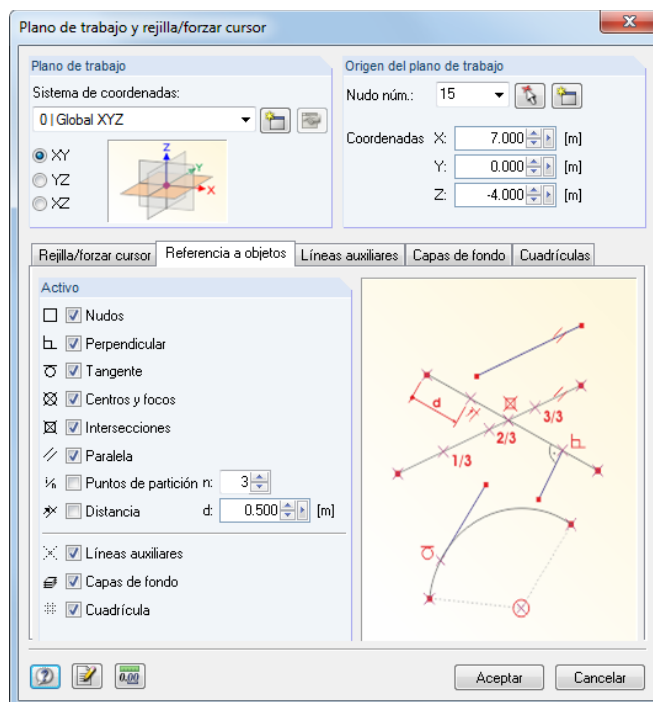 Plano de trabajo y rejilla/forzar cursor
Plano de trabajo
Sistema de coordenadas:
0 | Global XYZ
XY
YZ
XZ
Z
Y
X
Origen del plano de trabajo
Nudo núm.: 15
Coordenadas X: 7.000 [m]
Y: 0.000 [m]
Z: -4.000 [m]
Rejilla/forzar cursor Referencia a objetos Líneas auxiliares Capas de fondo Cuadrículas
Activo
Nudos
Perpendicular
Tangente
Centros y focos
Intersecciones
Paralela
1/n Puntos de partición n: 3
Distancia d: 0.500 [m]
Líneas auxiliares
Capas de fondo
Cuadrícula
d
3/3
2/3
1/3
0.00
Aceptar Cancelar